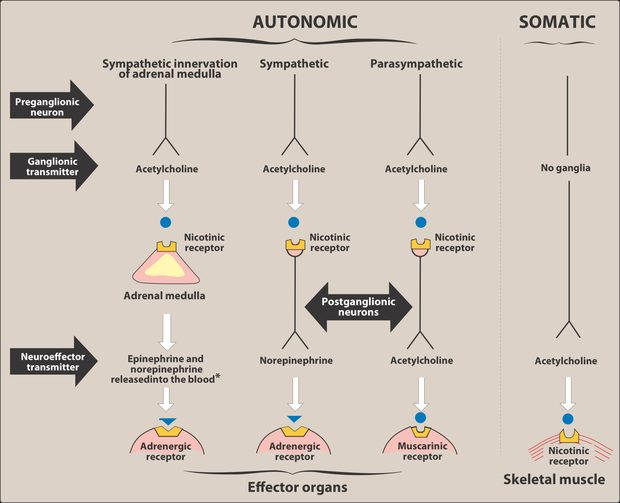 AUTONOMIC
SOMATIC
Sympathetic innervation
of adrenal medulla
Sympathetic
Parasympathetic
Preganglionic
neuron
Ganglionic
transmitter
Acetylcholine
Acetylcholine
Acetylcholine
No ganglia
Nicotinic
receptor
Nicotinic
receptor
Nicotinic
receptor
Adrenal medulla
Postganglionic
neurons
Neuroeffector
transmitter
Epinephrine and
norepinephrine
releasedinto the blood*
Norepinephrine
Acetylcholine
Acetylcholine
Adrenergic
receptor
Adrenergic
receptor
Muscarinic
receptor
Nicotinic
receptor
Skeletal muscle
Effector organs